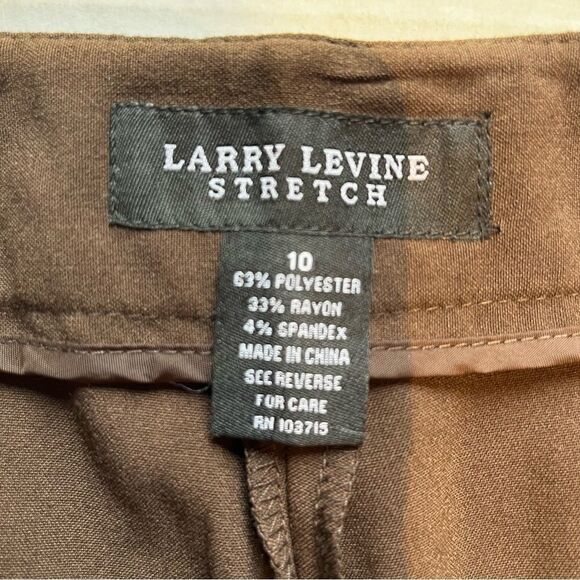 LARRY LEVINE
STRETCH
10
63% POLYESTER
33% RAYON
4% SPANDEX
MADE IN CHINA
SEE REVERSE
FOR CARE
RN 103715